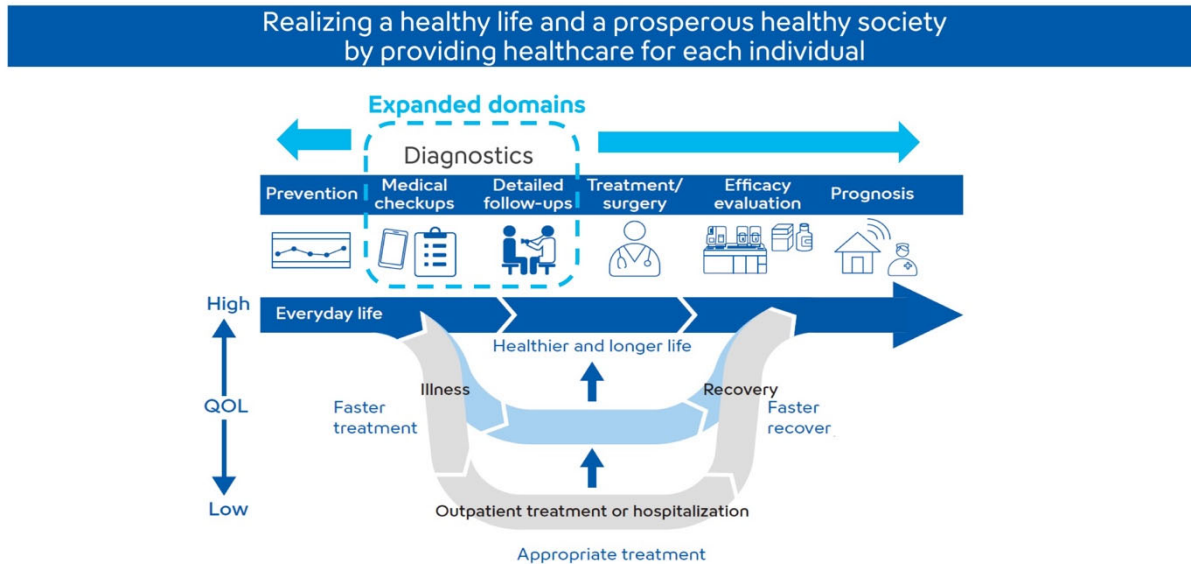 Realizing a healthy life and a prosperous healthy society
by providing healthcare for each individual
Expanded domains
Diagnostics
Prevention
Medical
checkups
Detailed
follow-ups
Treatment/
surgery
Efficacy
evaluation
Prognosis
High
QOL
Low
Everyday life
Healthier and longer life
Illness
Recovery
Faster
treatment
Faster
recover
Outpatient treatment or hospitalization
Appropriate treatment